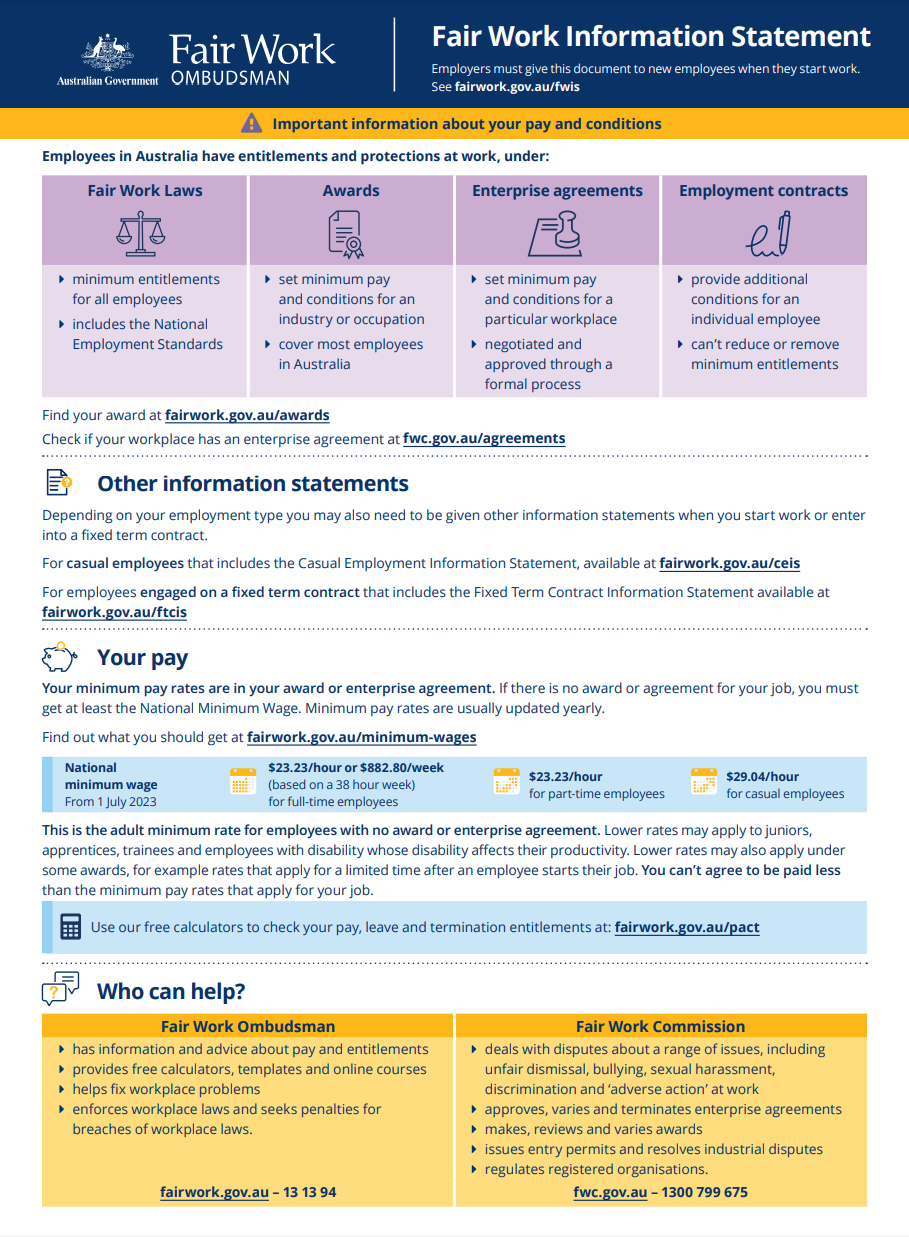 Australian Government
Fair Work
OMBUDSMAN
Fair Work Information Statement
Employers must give this document to new employees when they start work.
See fairwork.gov.au/fwis
Important information about your pay and conditions
Employees in Australia have entitlements and protections at work, under:
Fair Work Laws
minimum entitlements
for all employees
includes the National
Employment Standards
Awards
set minimum pay
and conditions for an
industry or occupation
cover most employees
in Australia
Enterprise agreements
set minimum pay
and conditions for a
particular workplace
negotiated and
approved through a
formal process
Employment contracts
provide additional
conditions for an
individual employee
can’t reduce or remove
minimum entitlements
Find your award at fairwork.gov.au/awards
Check if your workplace has an enterprise agreement at fwc.gov.au/agreements
Other information statements
Depending on your employment type you may also need to be given other information statements when you start work or enter
into a fixed term contract.
For casual employees that includes the Casual Employment Information Statement, available at fairwork.gov.au/ceis
For employees engaged on a fixed term contract that includes the Fixed Term Contract Information Statement available at
fairwork.gov.au/ftcis
Your pay
Your minimum pay rates are in your award or enterprise agreement. If there is no award or agreement for your job, you must
get at least the National Minimum Wage. Minimum pay rates are usually updated yearly.
Find out what you should get at fairwork.gov.au/minimum-wages
National
minimum wage
From 1 July 2023
$23.23/hour or $882.80/week
(based on a 38 hour week)
for full-time employees
$23.23/hour
for part-time employees
$29.04/hour
for casual employees
This is the adult minimum rate for employees with no award or enterprise agreement. Lower rates may apply to juniors,
apprentices, trainees and employees with disability whose disability affects their productivity. Lower rates may also apply under
some awards, for example rates that apply for a limited time after an employee starts their job. You can’t agree to be paid less
than the minimum pay rates that apply for your job.
Use our free calculators to check your pay, leave and termination entitlements at: fairwork.gov.au/pact
Who can help?
Fair Work Ombudsman
has information and advice about pay and entitlements
provides free calculators, templates and online courses
helps fix workplace problems
enforces workplace laws and seeks penalties for
breaches of workplace laws.
fairwork.gov.au – 13 13 94
Fair Work Commission
deals with disputes about a range of issues, including
unfair dismissal, bullying, sexual harassment,
discrimination and ‘adverse action’ at work
approves, varies and terminates enterprise agreements
makes, reviews and varies awards
issues entry permits and resolves industrial disputes
regulates registered organisations.
fwc.gov.au – 1300 799 675